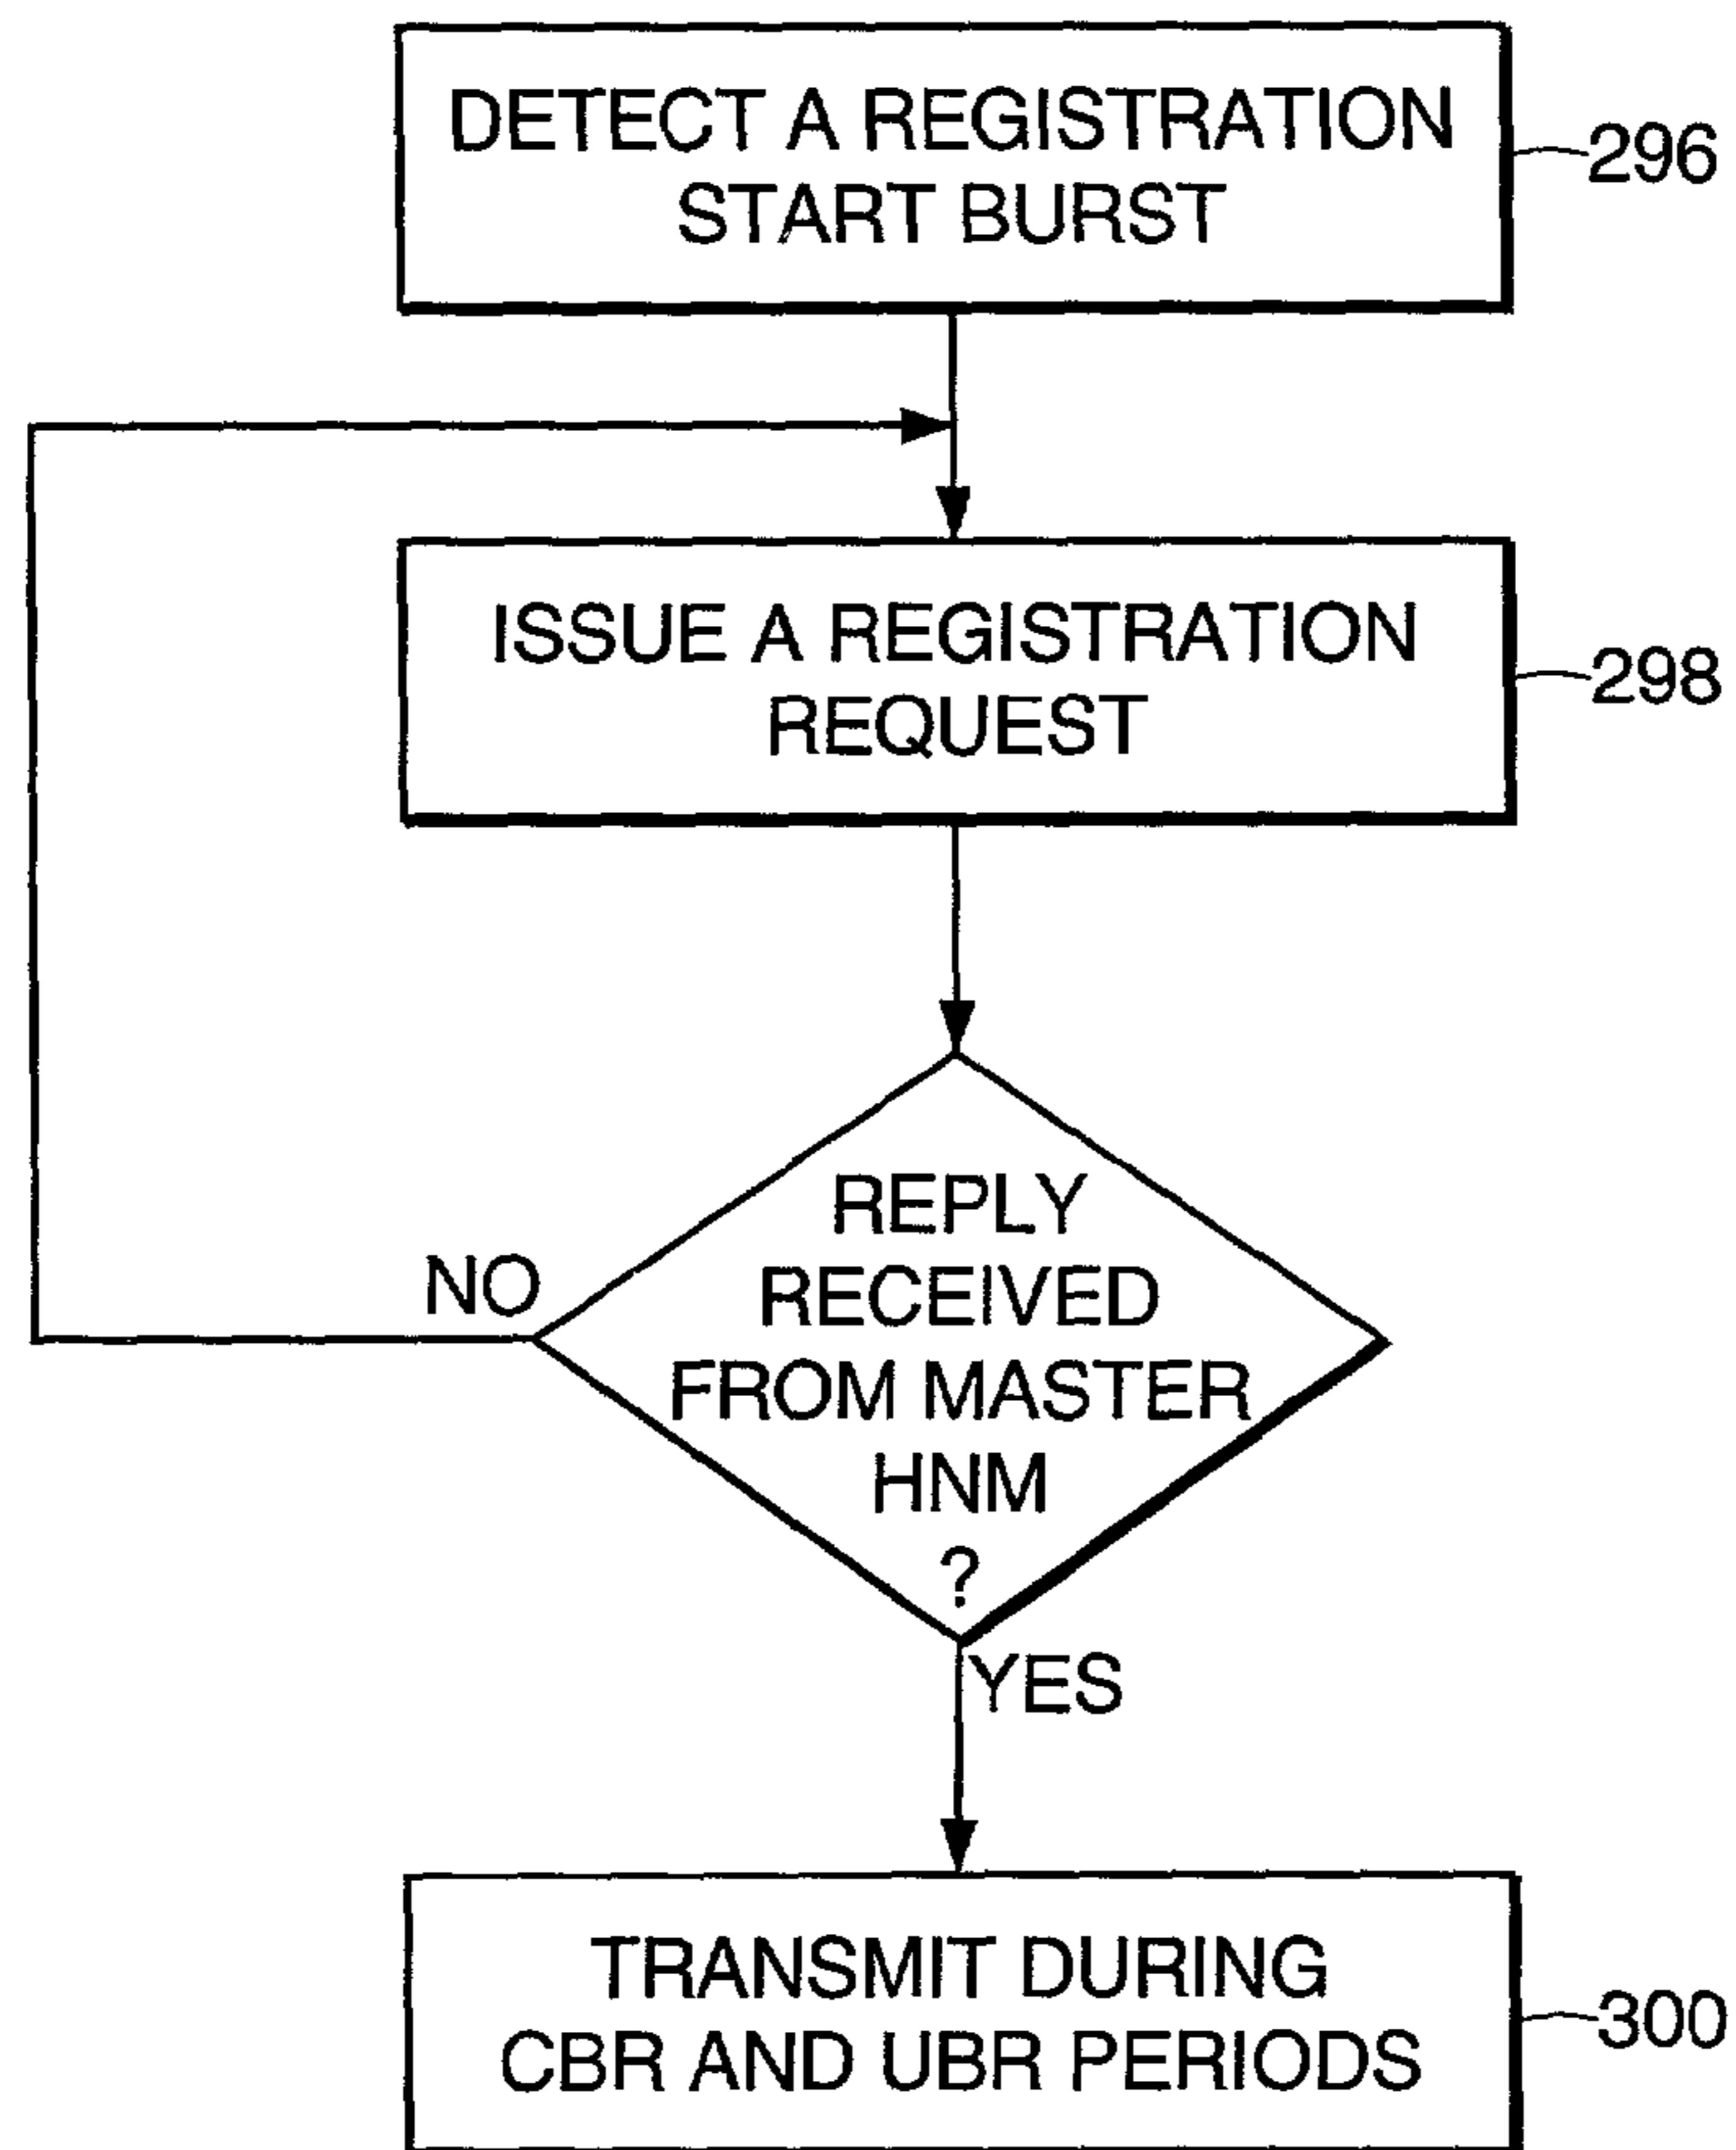 DETECT A REGISTRATION
START BURST
296
ISSUE A REGISTRATION
REQUEST
298
REPLY
RECEIVED
FROM MASTER
HNM
?
NO
YES
TRANSMIT DURING
CBR AND UBR PERIODS
300